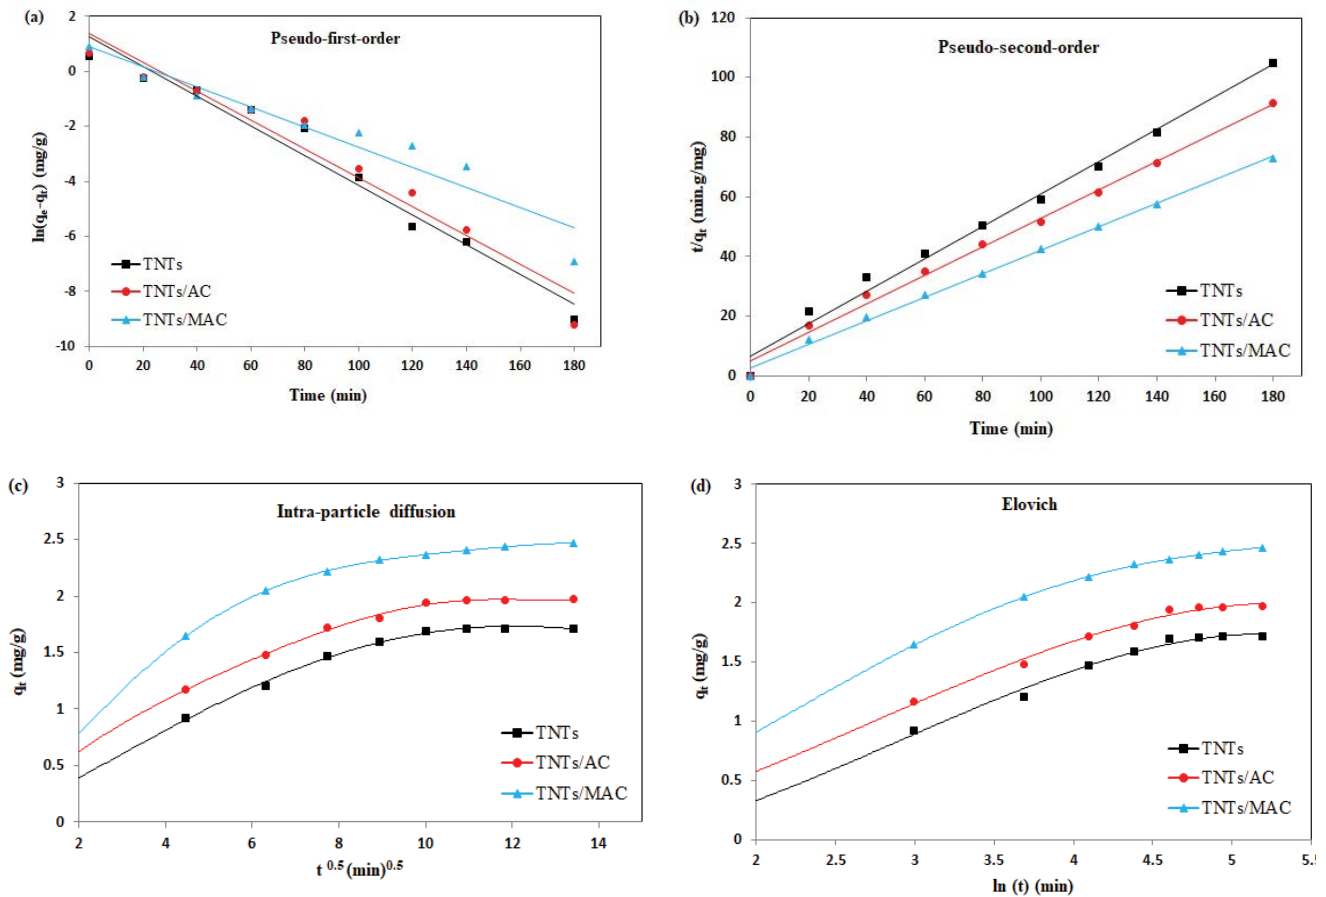 (a)
Pseudo-first-order
2
0
-2
-4
-6
-8
-10
ln(qₑ-qₜ) (mg/g)
TNTs
TNTs/AC
TNTs/MAC
0 20 40 60 80 100 120 140 160 180
Time (min)
(b)
Pseudo-second-order
120
100
80
60
40
20
0
t/qₜ (min.g/mg)
TNTs
TNTs/AC
TNTs/MAC
0 20 40 60 80 100 120 140 160 180
Time (min)
(c)
Intra-particle diffusion
3
2.5
2
1.5
1
0.5
0
qₜ (mg/g)
TNTs
TNTs/AC
TNTs/MAC
2 4 6 8 10 12 14
t ⁰·⁵ (min)⁰·⁵
(d)
Elovich
3
2.5
2
1.5
1
0.5
0
qₜ (mg/g)
TNTs
TNTs/AC
TNTs/MAC
2 2.5 3 3.5 4 4.5 5 5.5
ln (t) (min)